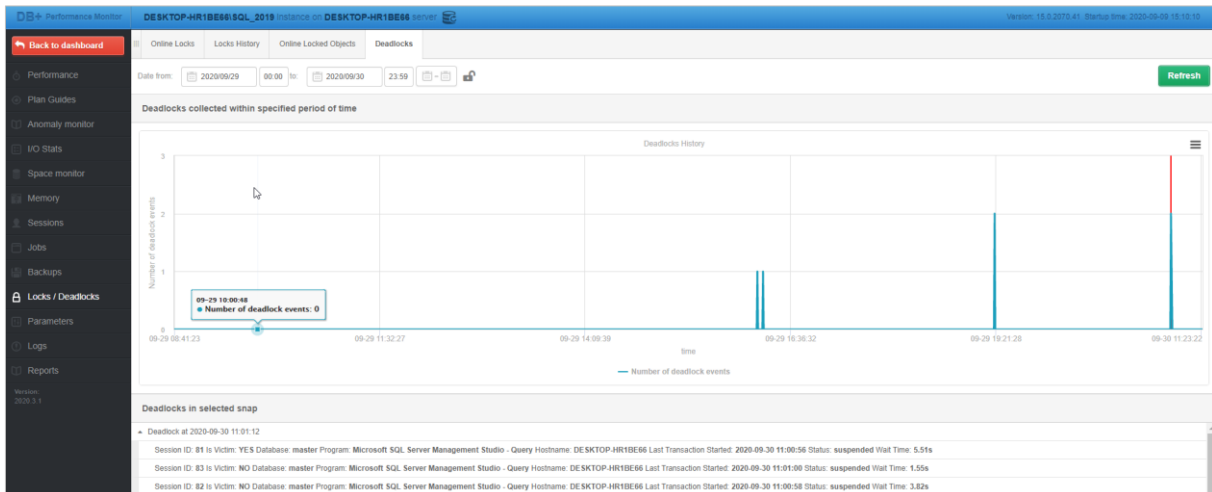 DB+ Performance Monitor
DESKTOP-HR1BE66\SQL_2019 instance on DESKTOP-HR1BE66 server
Version: 15.0.2070.41 Startup time: 2020-09-09 15:10:10
Back to dashboard
Performance
Plan Guides
Anomaly monitor
I/O Stats
Space monitor
Memory
Sessions
Jobs
Backups
Locks / Deadlocks
Parameters
Logs
Reports
Version:
2020.3.1
Online Locks Locks History Online Locked Objects Deadlocks
Date from: 2020/09/29 00:00 to: 2020/09/30 23:59 - Refresh
Deadlocks collected within specified period of time
Deadlocks History
Number of deadlock events
3
2
1
0
09-29 10:00:48
Number of deadlock events: 0
09-29 08:41:23 09-29 11:32:27 09-29 14:09:39 09-29 16:36:32 09-29 19:21:28 09-30 11:23:22
time
Number of deadlock events
Deadlocks in selected snap
Deadlock at 2020-09-30 11:01:12
Session ID: 81 Is Victim: YES Database: master Program: Microsoft SQL Server Management Studio - Query Hostname: DESKTOP-HR1BE66 Last Transaction Started: 2020-09-30 11:00:56 Status: suspended Wait Time: 5.51s
Session ID: 83 Is Victim: NO Database: master Program: Microsoft SQL Server Management Studio - Query Hostname: DESKTOP-HR1BE66 Last Transaction Started: 2020-09-30 11:01:00 Status: suspended Wait Time: 1.55s
Session ID: 82 Is Victim: NO Database: master Program: Microsoft SQL Server Management Studio - Query Hostname: DESKTOP-HR1BE66 Last Transaction Started: 2020-09-30 11:00:58 Status: suspended Wait Time: 3.82s